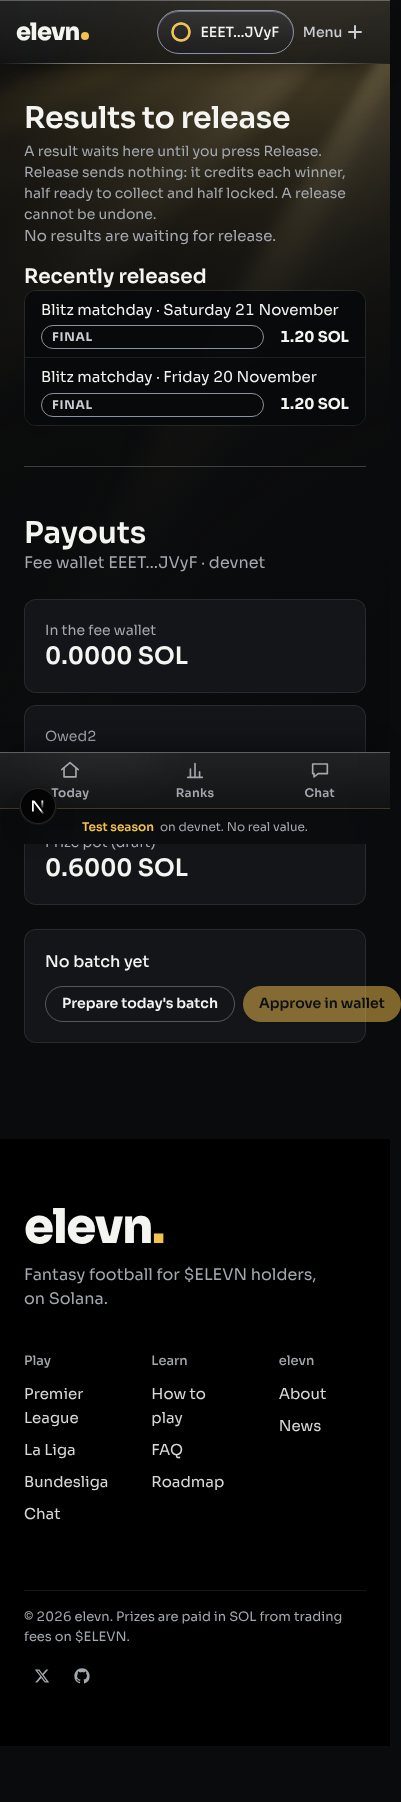 elevn.
EEET...JVyF
Menu
Results to release
A result waits here until you press Release.
Release sends nothing: it credits each winner,
half ready to collect and half locked. A release
cannot be undone.
No results are waiting for release.
Recently released
Blitz matchday · Saturday 21 November
FINAL 1.20 SOL
Blitz matchday · Friday 20 November
FINAL 1.20 SOL
Payouts
Fee wallet EEET...JVyF · devnet
In the fee wallet
0.0000 SOL
Owed2
Today Ranks Chat
N
Test season on devnet. No real value.
Prize pot (draft)
0.6000 SOL
No batch yet
Prepare today's batch Approve in wallet
elevn.
Fantasy football for $ELEVN holders,
on Solana.
Play
Premier
League
La Liga
Bundesliga
Chat
Learn
How to
play
FAQ
Roadmap
elevn
About
News
© 2026 elevn. Prizes are paid in SOL from trading
fees on $ELEVN.